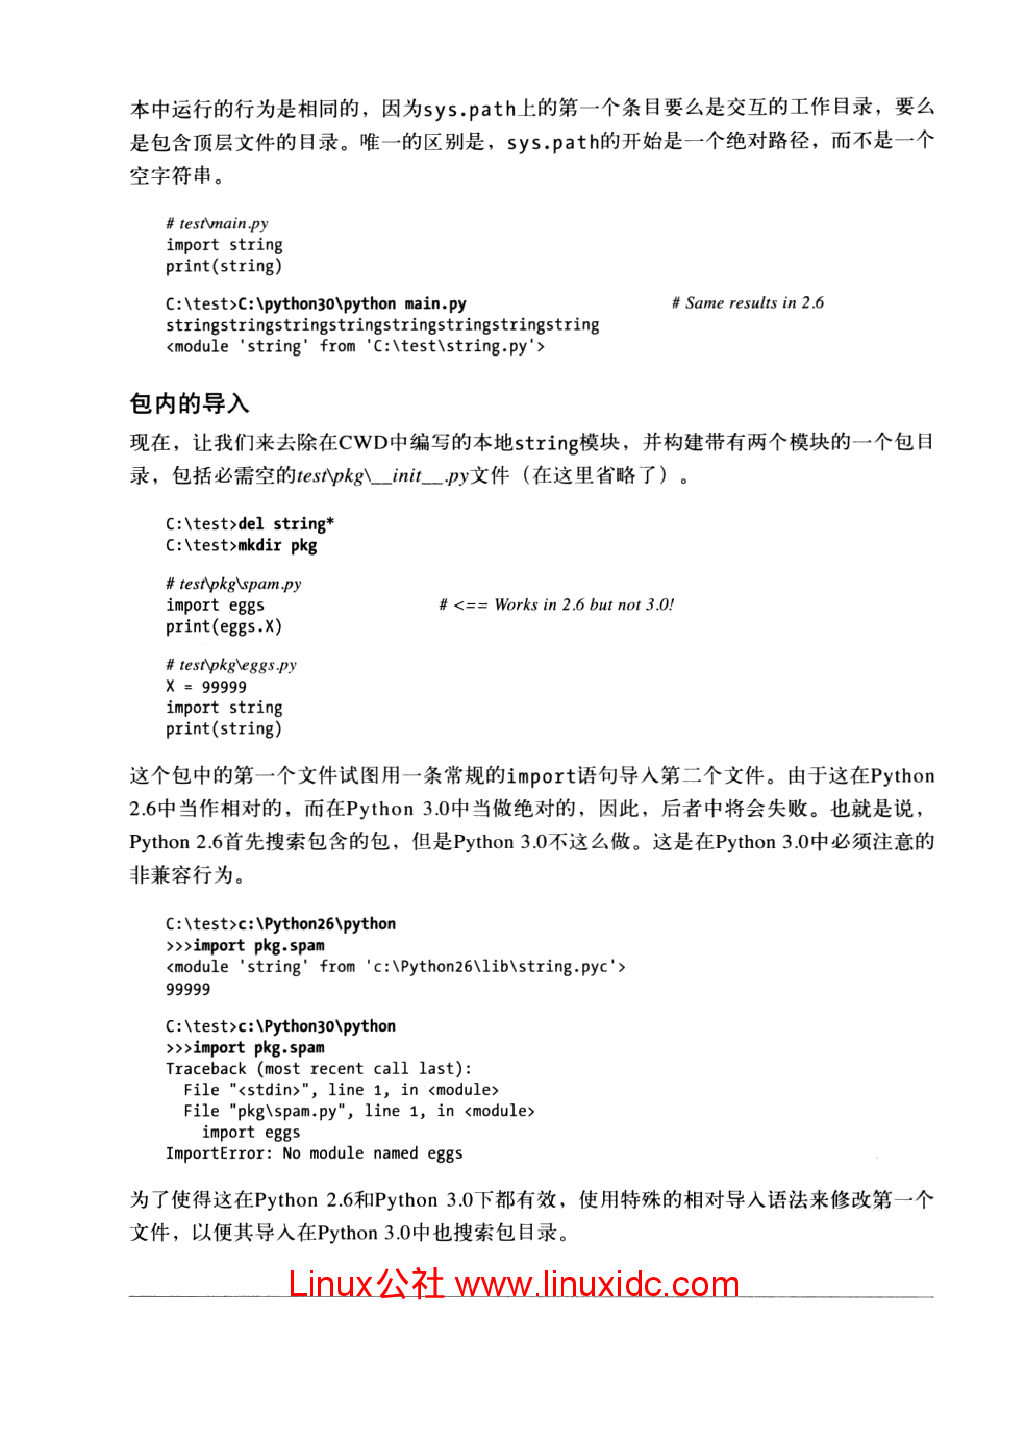 本中运行的行为是相同的，因为sys.path上的第一个条目要么是交互的工作目录，要么
是包含顶层文件的目录。唯一的区别是，sys.path的开始是一个绝对路径，而不是一个
空字符串。
# test\main.py
import string
print(string)
C:\test>C:\python30\python main.py # Same results in 2.6
stringstringstringstringstringstringstringstring
<module 'string' from 'C:\test\string.py'>
包内的导入
现在，让我们来去除在CWD中编写的本地string模块，并构建带有两个模块的一个包目
录，包括必需空的test\pkg\__init__.py文件（在这里省略了）。
C:\test>del string*
C:\test>mkdir pkg
# test\pkg\spam.py
import eggs # <== Works in 2.6 but not 3.0!
print(eggs.X)
# test\pkg\eggs.py
X = 99999
import string
print(string)
这个包中的第一个文件试图用一条常规的import语句导入第二个文件。由于这在Python
2.6中当作相对的，而在Python 3.0中当做绝对的，因此，后者中将会失败。也就是说，
Python 2.6首先搜索包含的包，但是Python 3.0不这么做。这是在Python 3.0中必须注意的
非兼容行为。
C:\test>c:\Python26\python
>>>import pkg.spam
<module 'string' from 'c:\Python26\lib\string.pyc'>
99999
C:\test>c:\Python30\python
>>>import pkg.spam
Traceback (most recent call last):
File "<stdin>", line 1, in <module>
File "pkg\spam.py", line 1, in <module>
import eggs
ImportError: No module named eggs
为了使得这在Python 2.6和Python 3.0下都有效，使用特殊的相对导入语法来修改第一个
文件，以便其导入在Python 3.0中也搜索包目录。
Linux公社 www.linuxidc.com